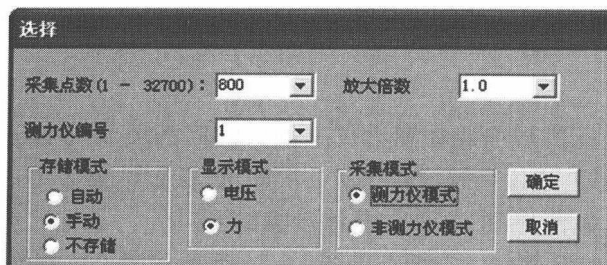 选择
采集点数(1 - 32700): 800 放大倍数 1.0
测力仪编号 1
存储模式 显示模式 采集模式
自动 电压 测力仪模式 确定
手动 力 非测力仪模式 取消
不存储